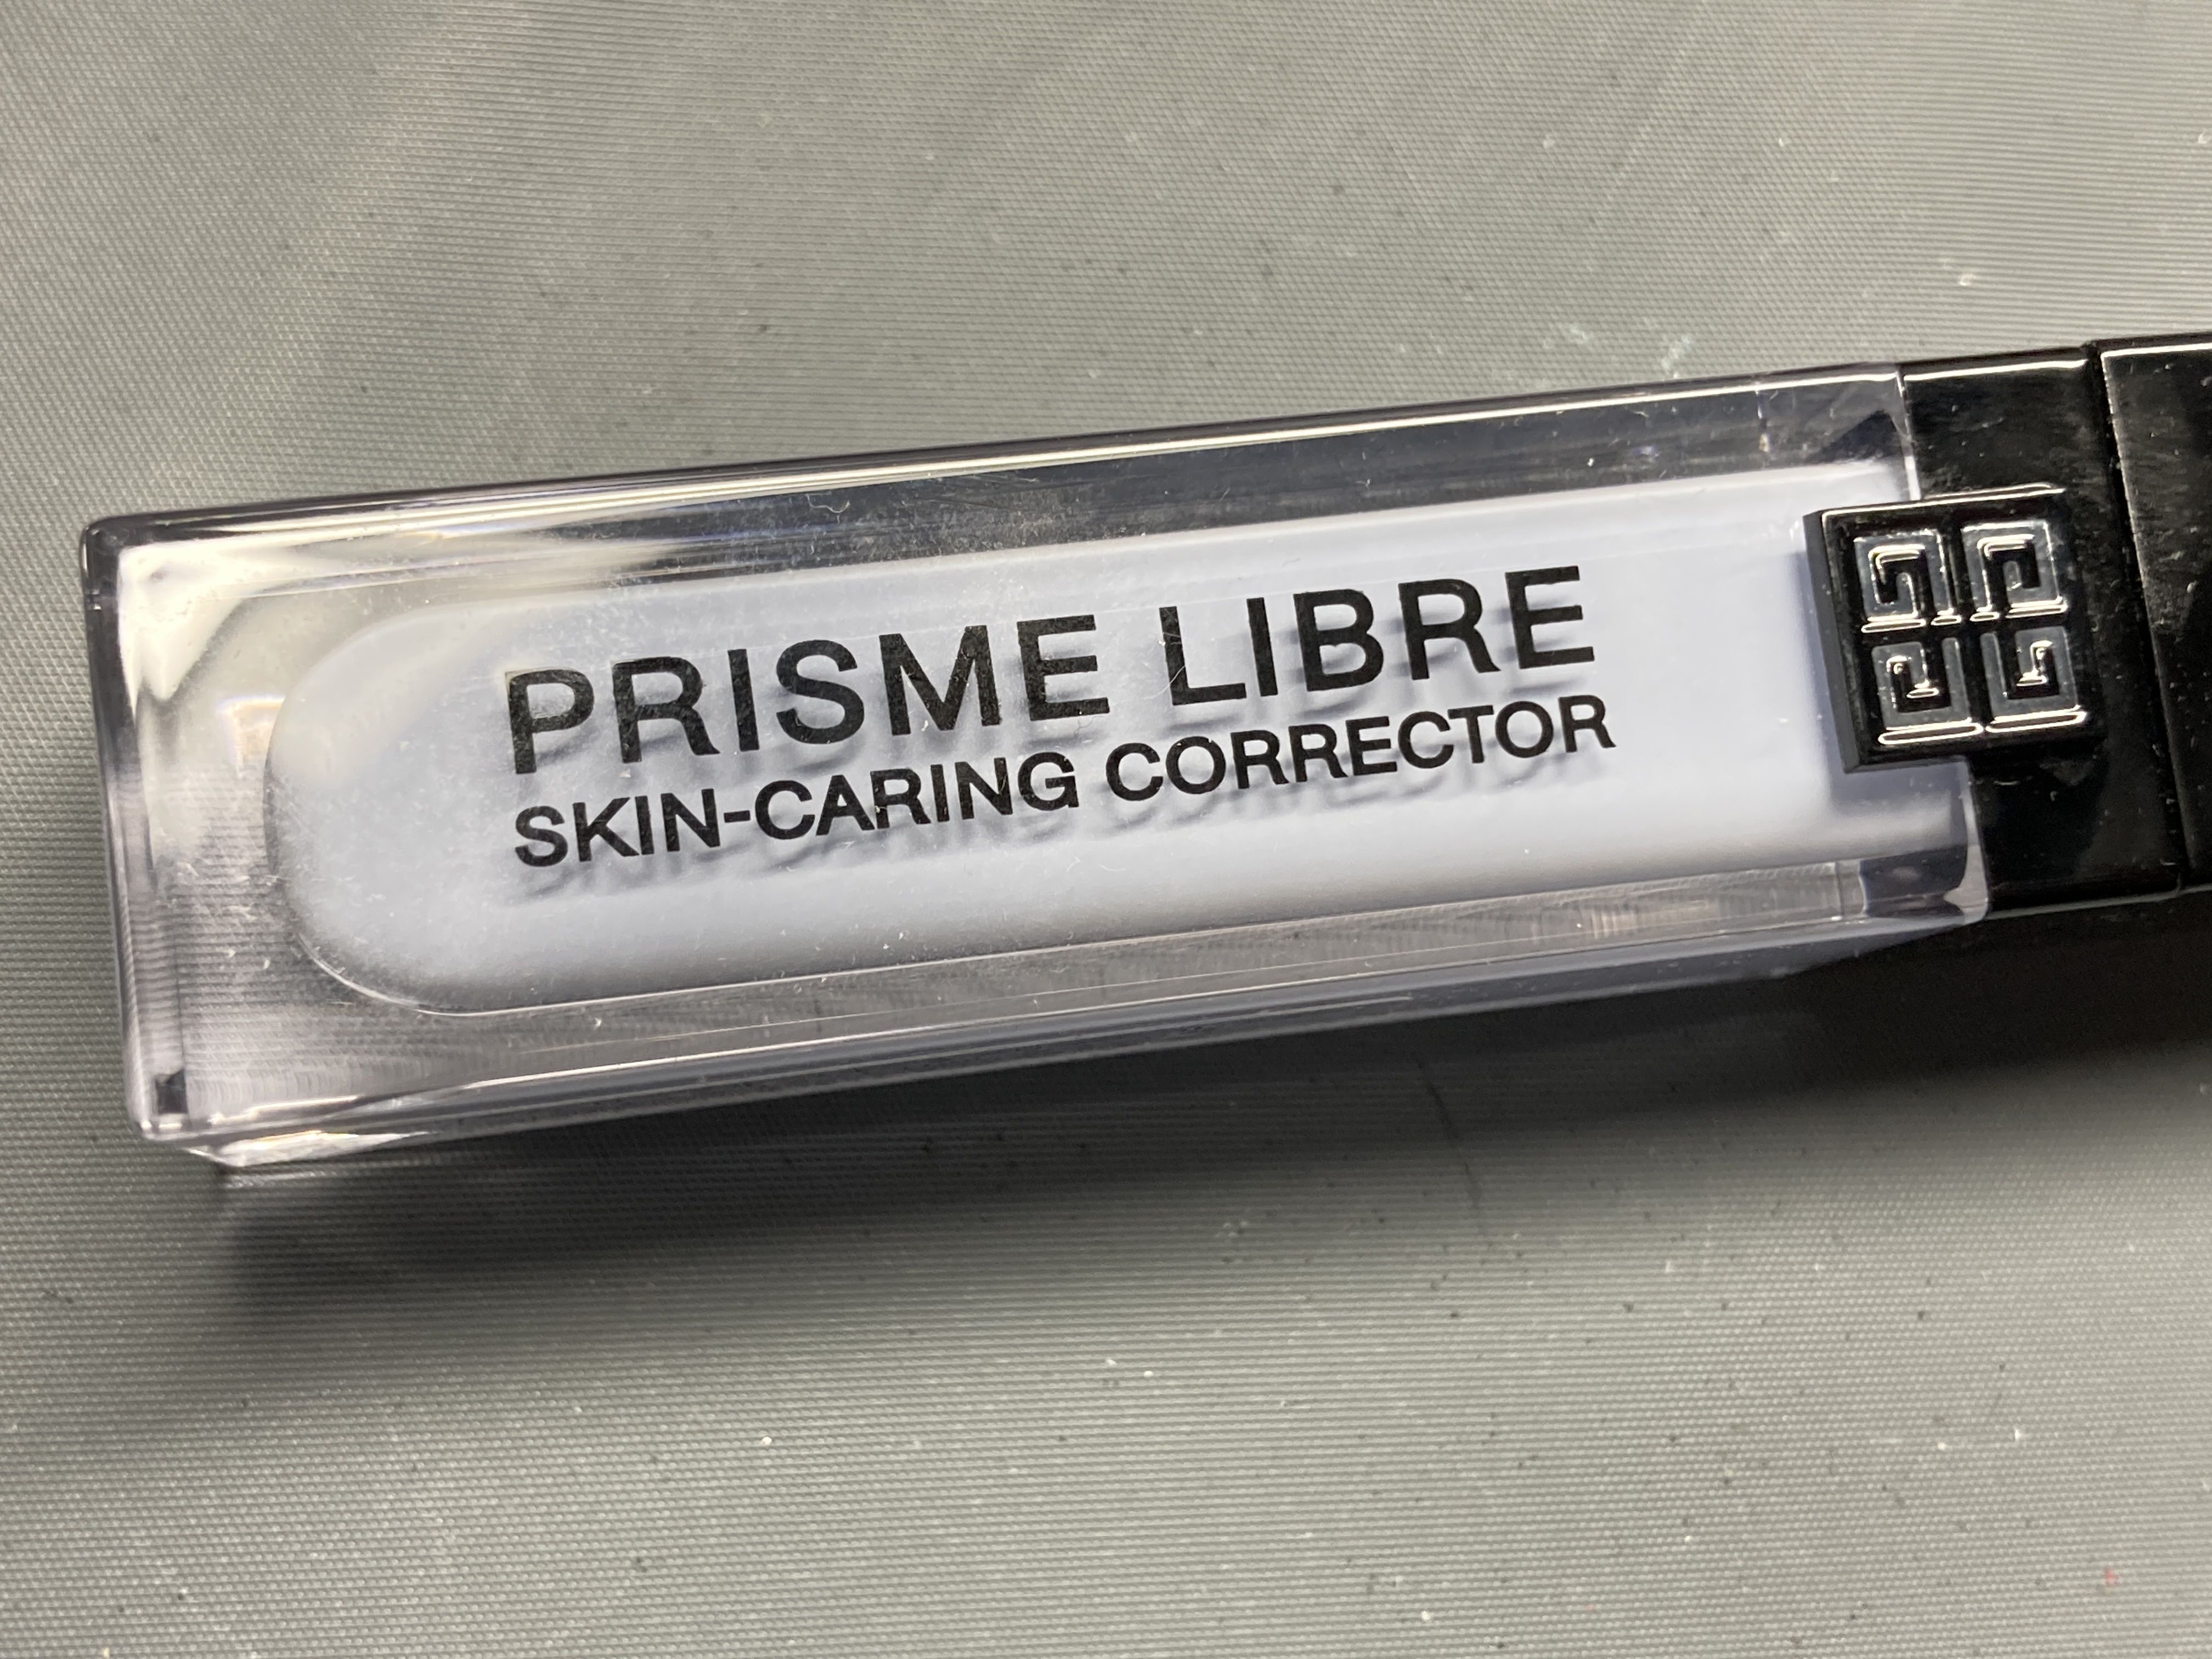 PRISME LIBRE
SKIN-CARING CORRECTOR